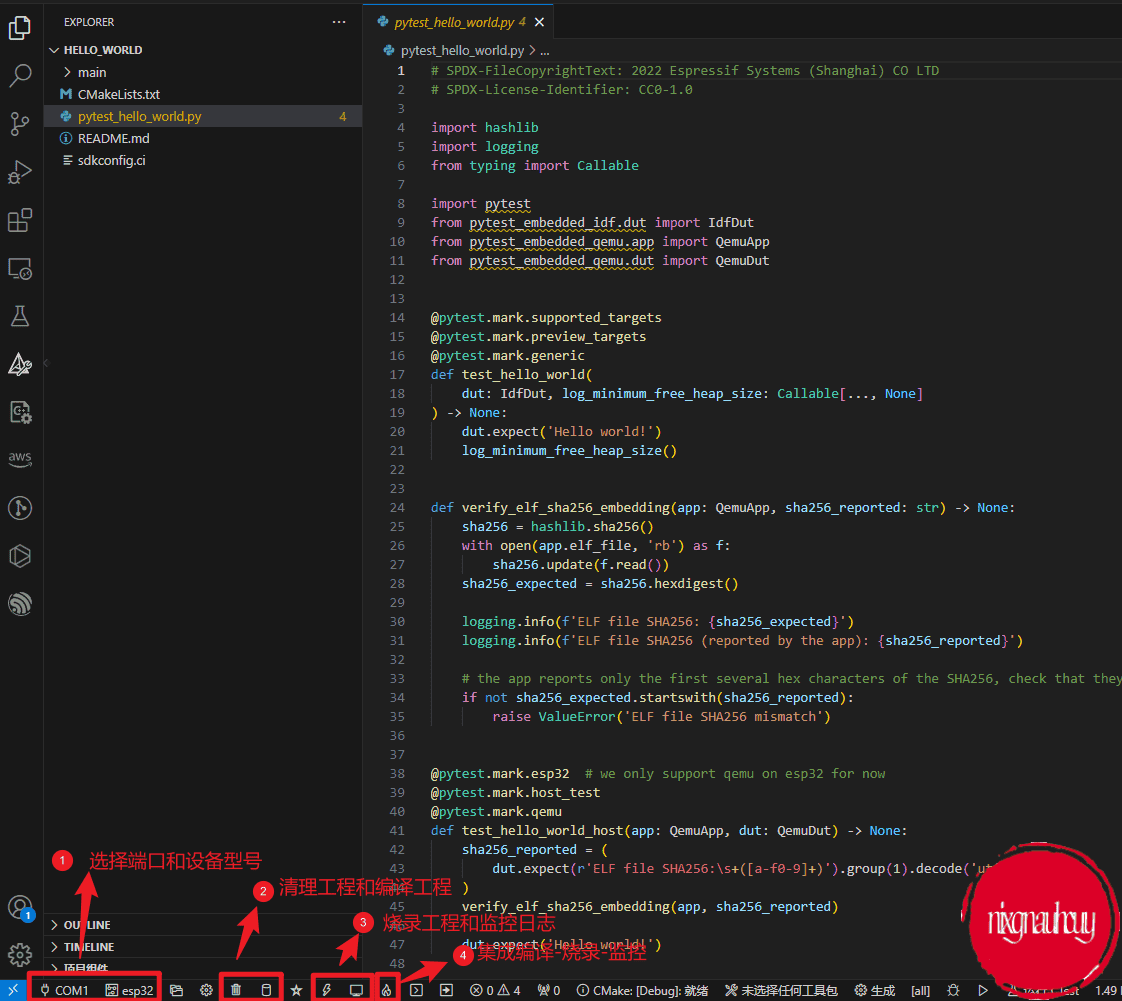 EXPLORER
HELLO_WORLD
main
CMakeLists.txt
pytest_hello_world.py 4
README.md
sdkconfig.ci
pytest_hello_world.py 4
pytest_hello_world.py > ...
1 # SPDX-FileCopyrightText: 2022 Espressif Systems (Shanghai) CO LTD
2 # SPDX-License-Identifier: CC0-1.0
3
4 import hashlib
5 import logging
6 from typing import Callable
7
8 import pytest
9 from pytest_embedded_idf.dut import IdfDut
10 from pytest_embedded_qemu.app import QemuApp
11 from pytest_embedded_qemu.dut import QemuDut
12
13
14 @pytest.mark.supported_targets
15 @pytest.mark.preview_targets
16 @pytest.mark.generic
17 def test_hello_world(
18 dut: IdfDut, log_minimum_free_heap_size: Callable[..., None]
19 ) -> None:
20 dut.expect('Hello world!')
21 log_minimum_free_heap_size()
22
23
24 def verify_elf_sha256_embedding(app: QemuApp, sha256_reported: str) -> None:
25 sha256 = hashlib.sha256()
26 with open(app.elf_file, 'rb') as f:
27 sha256.update(f.read())
28 sha256_expected = sha256.hexdigest()
29
30 logging.info(f'ELF file SHA256: {sha256_expected}')
31 logging.info(f'ELF file SHA256 (reported by the app): {sha256_reported}')
32
33 # the app reports only the first several hex characters of the SHA256, check that they
34 if not sha256_expected.startswith(sha256_reported):
35 raise ValueError('ELF file SHA256 mismatch')
36
37
38 @pytest.mark.esp32 # we only support qemu on esp32 for now
39 @pytest.mark.host_test
40 @pytest.mark.qemu
41 def test_hello_world_host(app: QemuApp, dut: QemuDut) -> None:
42 sha256_reported = (
43 dut.expect(r'ELF file SHA256:\s+([a-f0-9]+)').group(1).decode('ut
44 )
45 verify_elf_sha256_embedding(app, sha256_reported)
47 dut.expect('Hello world!')
48
1 选择端口和设备型号
2 清理工程和编译工程
3 烧录工程和监控日志
4 集成编译-烧录-监控
OUTLINE
TIMELINE
项目组件
1
COM1 esp32 0 4 0 CMake: [Debug]: 就绪 未选择任何工具包 生成 [all] 1.49
nixgnauhouy